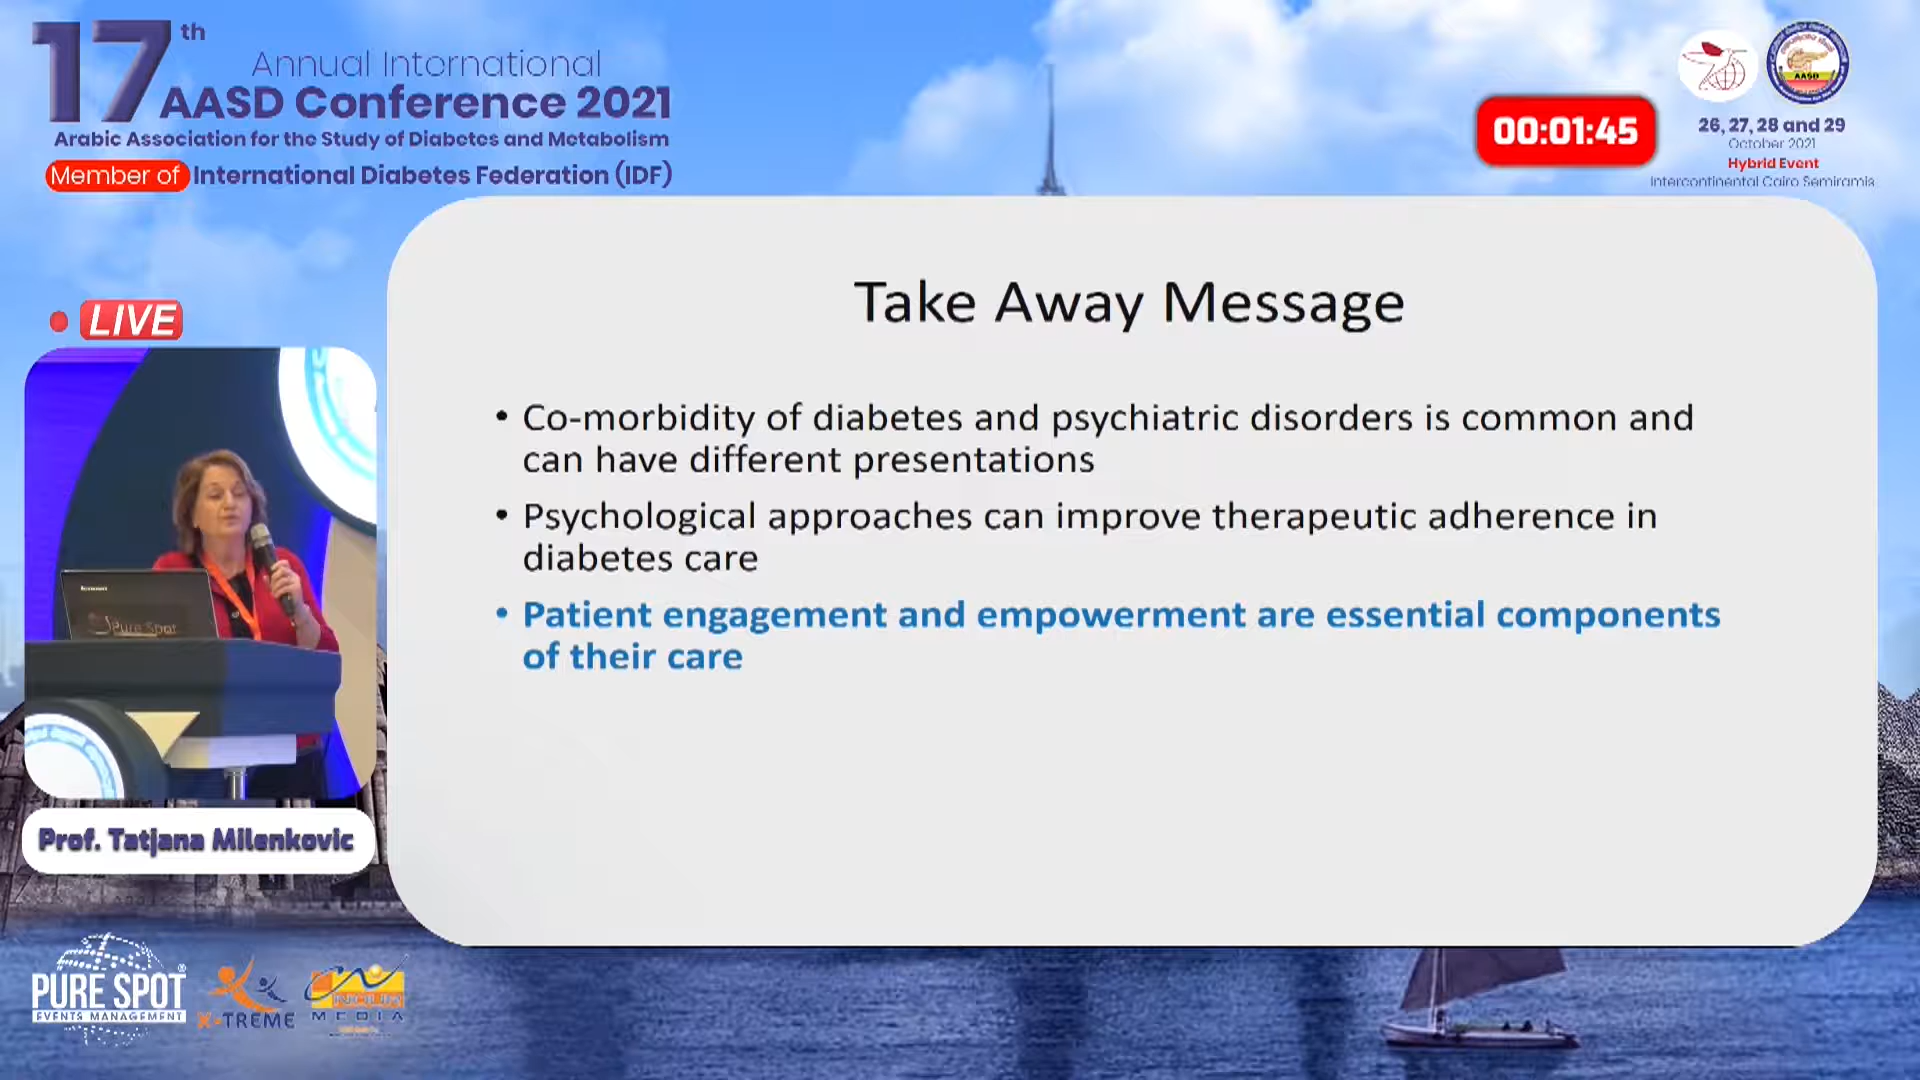 17th
Annual International
AASD Conference 2021
Arabic Association for the Study of Diabetes and Metabolism
Member of International Diabetes Federation (IDF)
00:01:45
AASD
26, 27, 28 and 29
October 2021
Hybrid Event
Intercontinental Cairo Semiramis
LIVE
Take Away Message
• Co-morbidity of diabetes and psychiatric disorders is common and
can have different presentations
• Psychological approaches can improve therapeutic adherence in
diabetes care
• Patient engagement and empowerment are essential components
of their care
lenovo
Pure Spot
Prof. Tatjana Milenkovic
PURE SPOT®
EVENTS MANAGEMENT
X-TREME
MEDIA